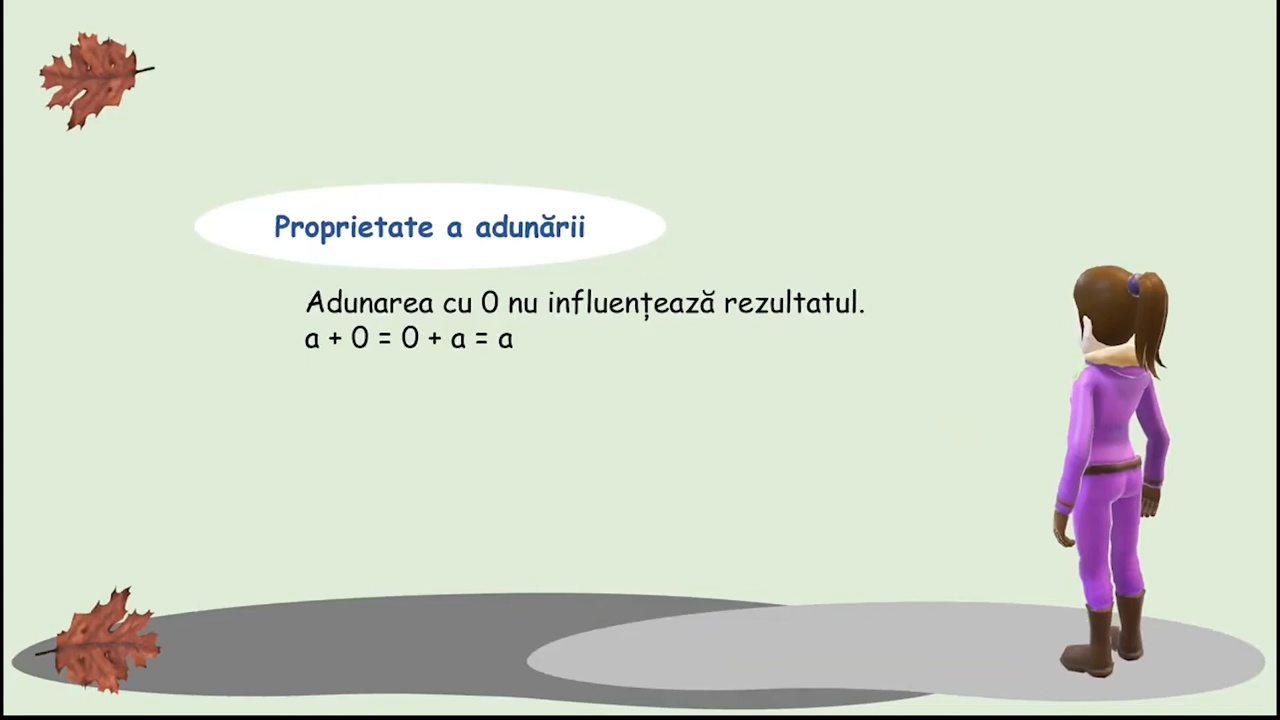 Proprietate a adunării
Adunarea cu 0 nu influențează rezultatul.
a + 0 = 0 + a = a